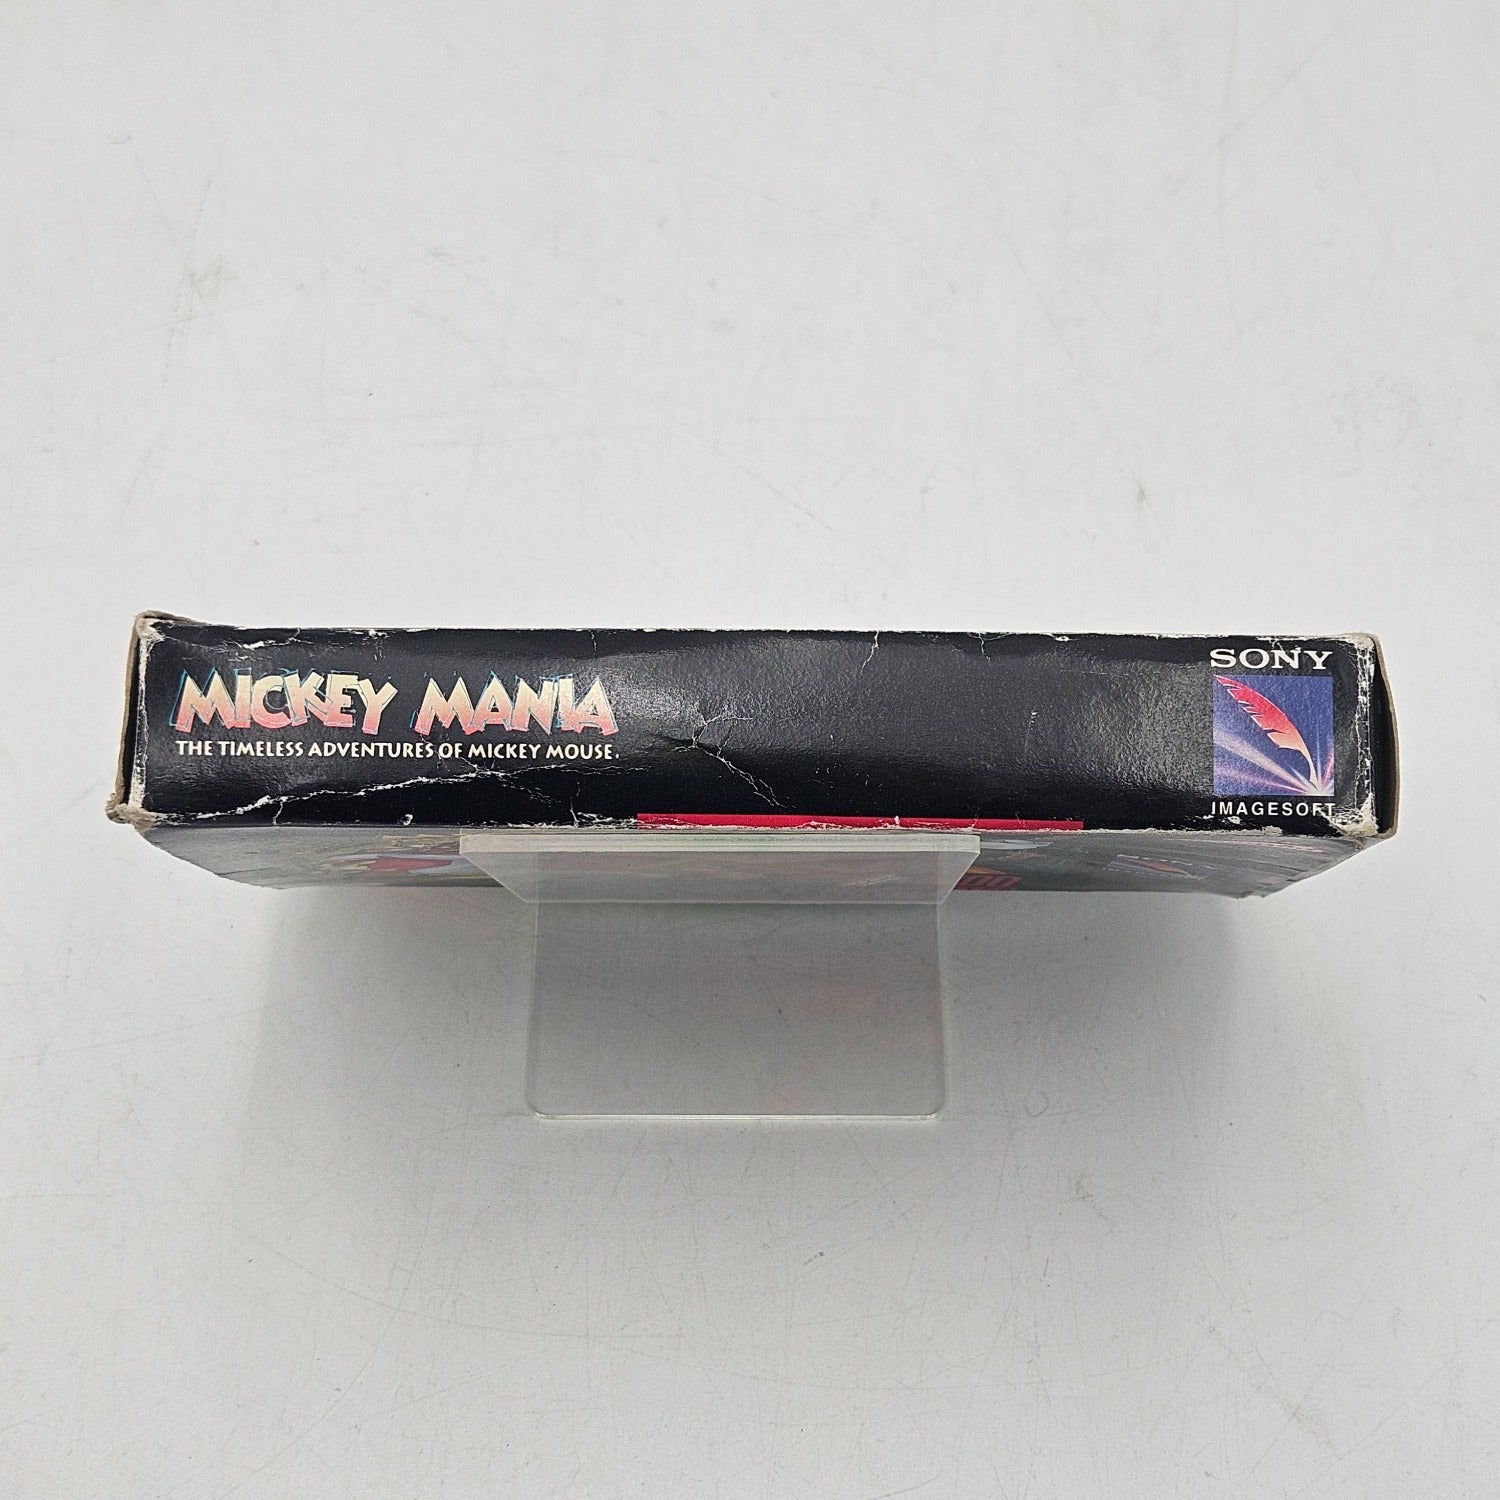 MICKEY MANIA
THE TIMELESS ADVENTURES OF MICKEY MOUSE.
SONY
IMAGESOFT